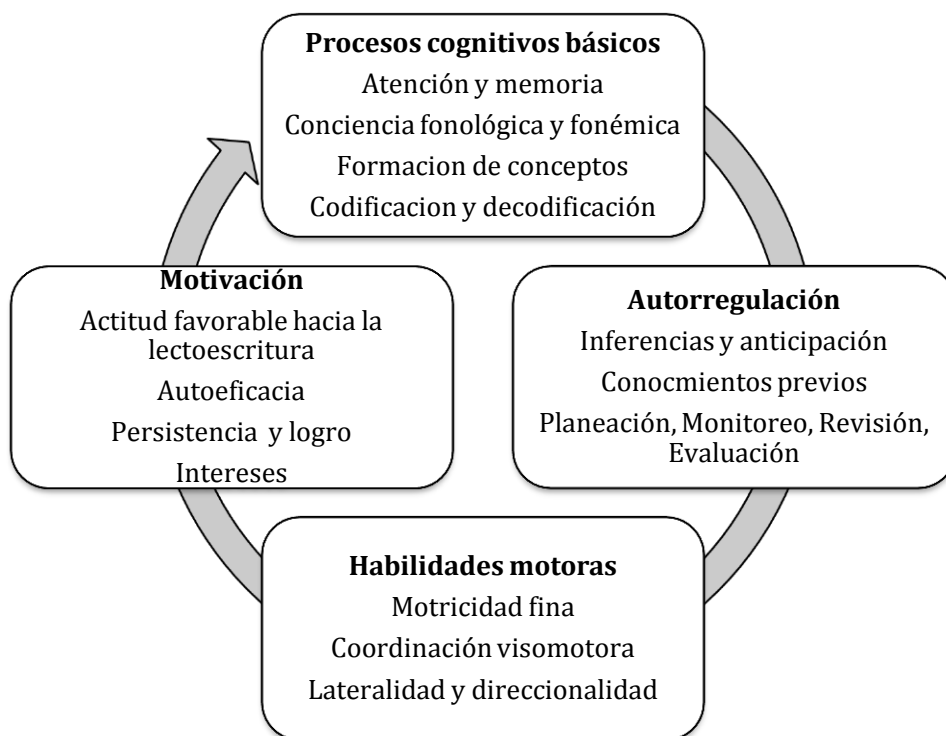 Procesos cognitivos básicos
Atención y memoria
Conciencia fonológica y fonémica
Formacion de conceptos
Codificacion y decodificación
Motivación
Actitud favorable hacia la
lectoescritura
Autoeficacia
Persistencia y logro
Intereses
Autorregulación
Inferencias y anticipación
Conocmientos previos
Planeación, Monitoreo, Revisión,
Evaluación
Habilidades motoras
Motricidad fina
Coordinación visomotora
Lateralidad y direccionalidad